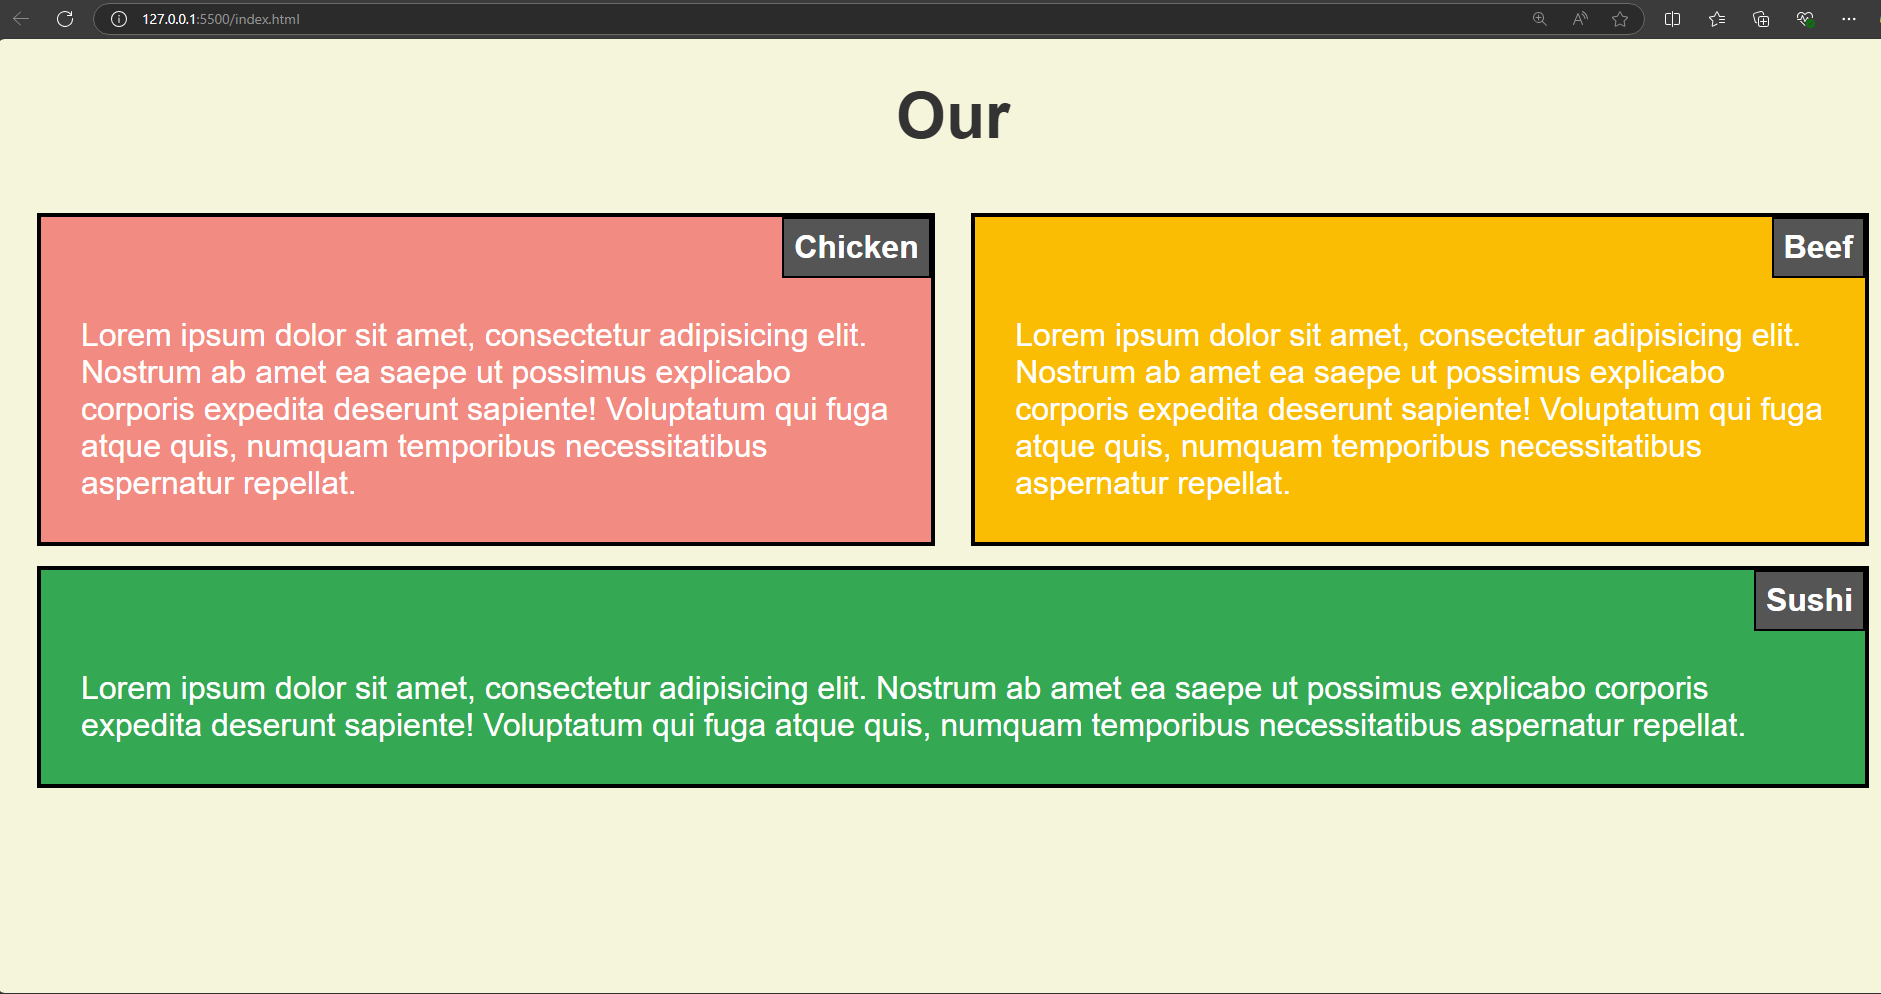 127.0.0.1:5500/index.html
Our
Chicken
Lorem ipsum dolor sit amet, consectetur adipisicing elit.
Nostrum ab amet ea saepe ut possimus explicabo
corporis expedita deserunt sapiente! Voluptatum qui fuga
atque quis, numquam temporibus necessitatibus
aspernatur repellat.
Beef
Lorem ipsum dolor sit amet, consectetur adipisicing elit.
Nostrum ab amet ea saepe ut possimus explicabo
corporis expedita deserunt sapiente! Voluptatum qui fuga
atque quis, numquam temporibus necessitatibus
aspernatur repellat.
Sushi
Lorem ipsum dolor sit amet, consectetur adipisicing elit. Nostrum ab amet ea saepe ut possimus explicabo corporis
expedita deserunt sapiente! Voluptatum qui fuga atque quis, numquam temporibus necessitatibus aspernatur repellat.